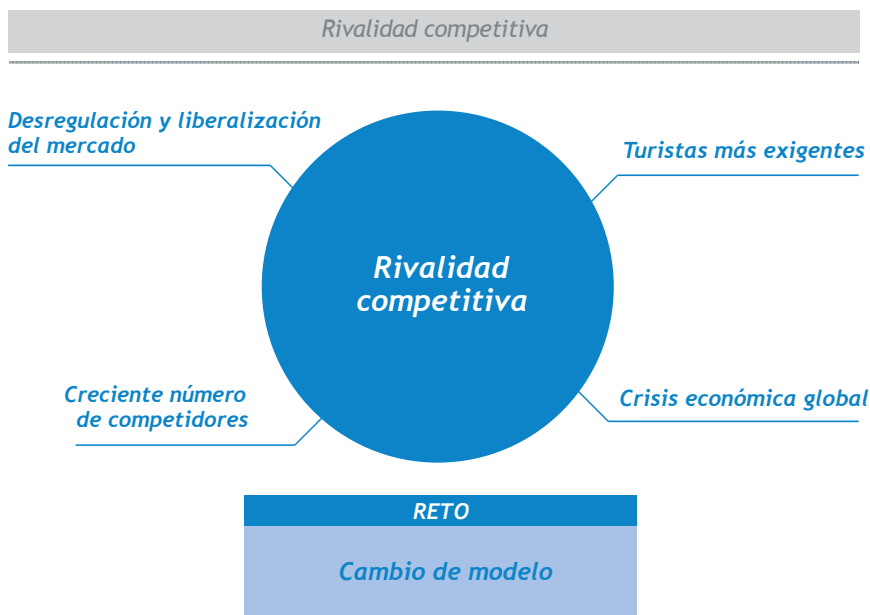 Rivalidad competitiva
Desregulación y liberalización
del mercado
Turistas más exigentes
Rivalidad
competitiva
Creciente número
de competidores
Crisis económica global
RETO
Cambio de modelo